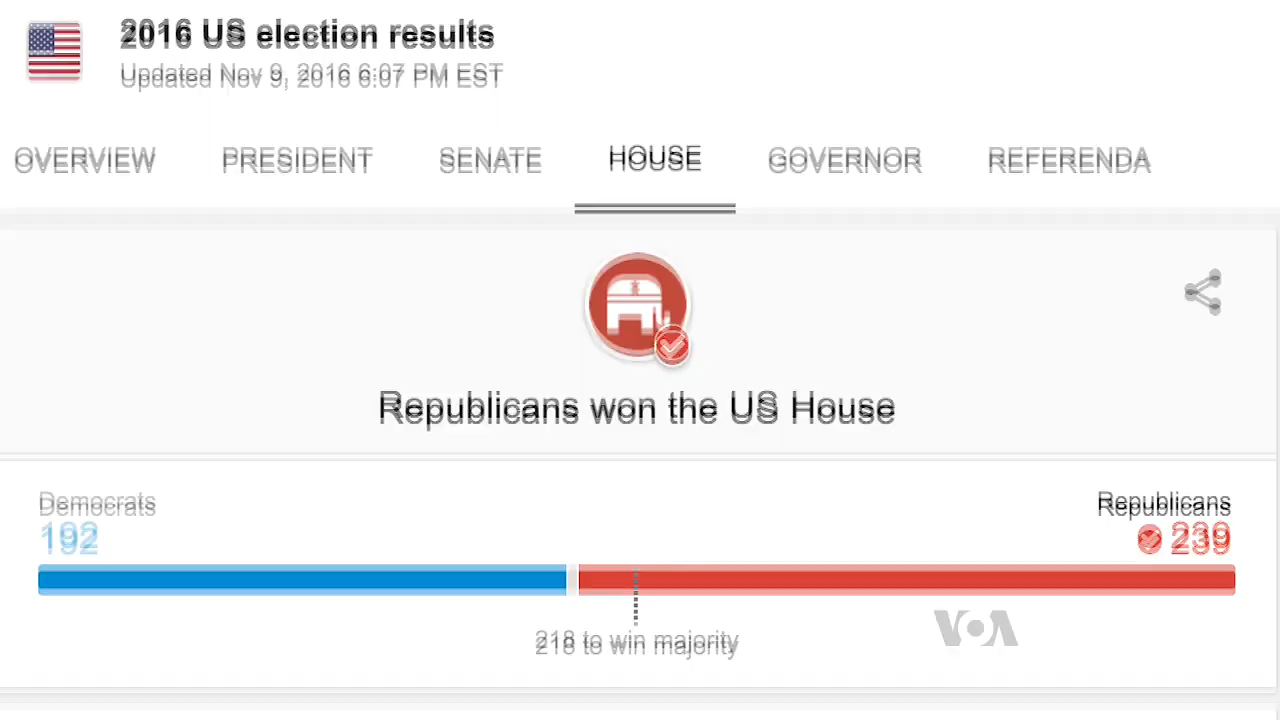 2016 US election results
Updated Nov 9, 2016 6:07 PM EST
OVERVIEW PRESIDENT SENATE HOUSE GOVERNOR REFERENDA
Republicans won the US House
Democrats Republicans
192 239
218 to win majority
VOA